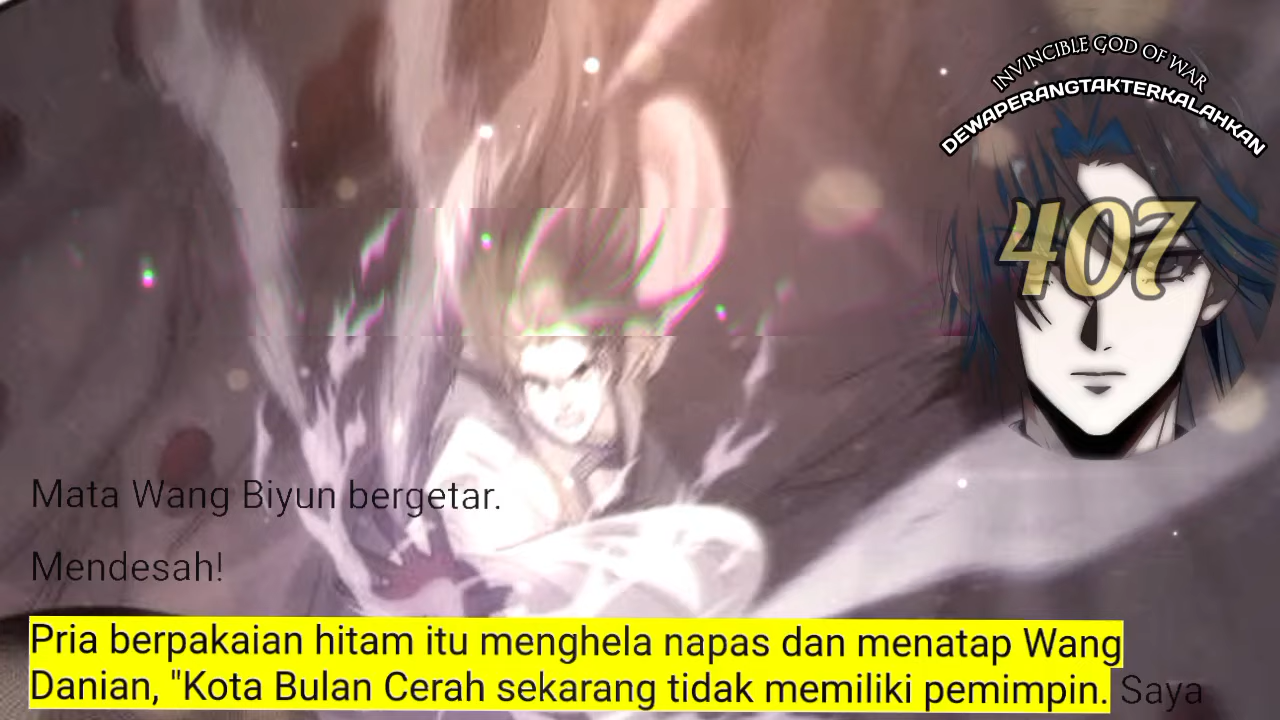 INVINCIBLE GOD OF WAR
DEWAPERANGTAKTERKALAHKAN
407
Mata Wang Biyun bergetar.
Mendesah!
Pria berpakaian hitam itu menghela napas dan menatap Wang
Danian, "Kota Bulan Cerah sekarang tidak memiliki pemimpin. Saya